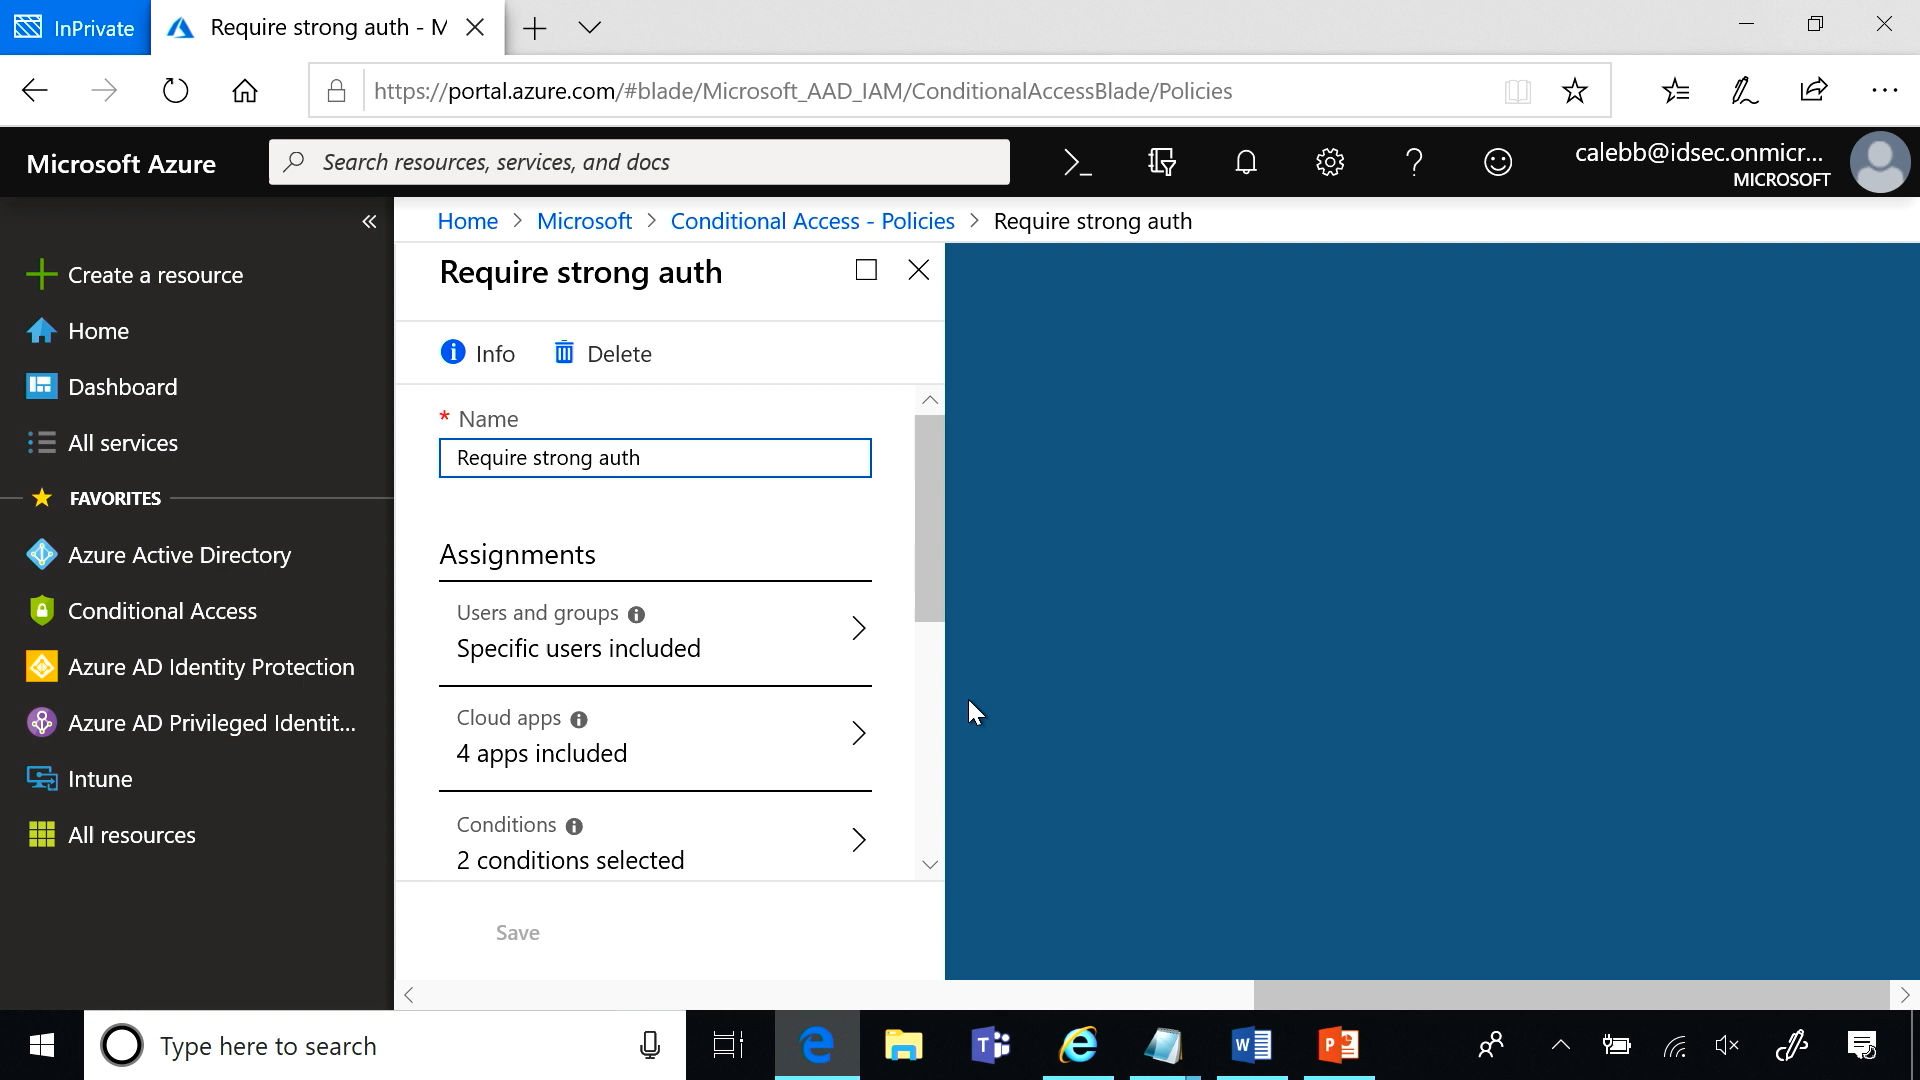 InPrivate
Require strong auth - M
https://portal.azure.com/#blade/Microsoft_AAD_IAM/ConditionalAccessBlade/Policies
Microsoft Azure
Search resources, services, and docs
calebb@idsec.onmicr...
MICROSOFT
Home > Microsoft > Conditional Access - Policies > Require strong auth
Create a resource
Home
Dashboard
All services
FAVORITES
Azure Active Directory
Conditional Access
Azure AD Identity Protection
Azure AD Privileged Identit...
Intune
All resources
Require strong auth
Info
Delete
* Name
Require strong auth
Assignments
Users and groups
Specific users included
Cloud apps
4 apps included
Conditions
2 conditions selected
Save
Type here to search